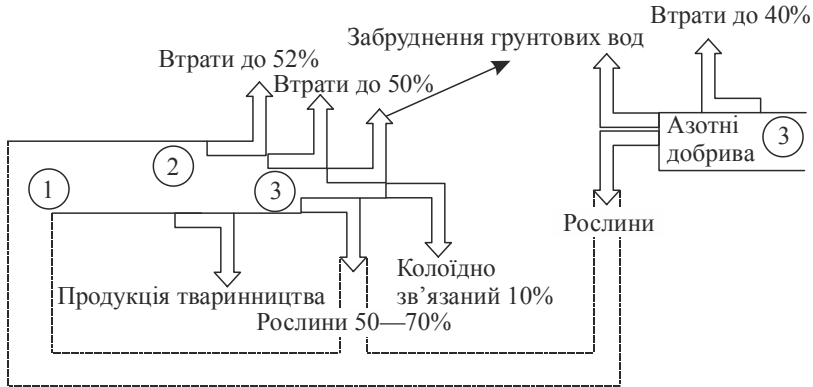 Втрати до 40%
Забруднення грунтових вод
Втрати до 52%
Втрати до 50%
Азотні
добрива
3
2
1
3
Рослини
Колоїдно
зв’язаний 10%
Продукція тваринництва
Рослини 50—70%